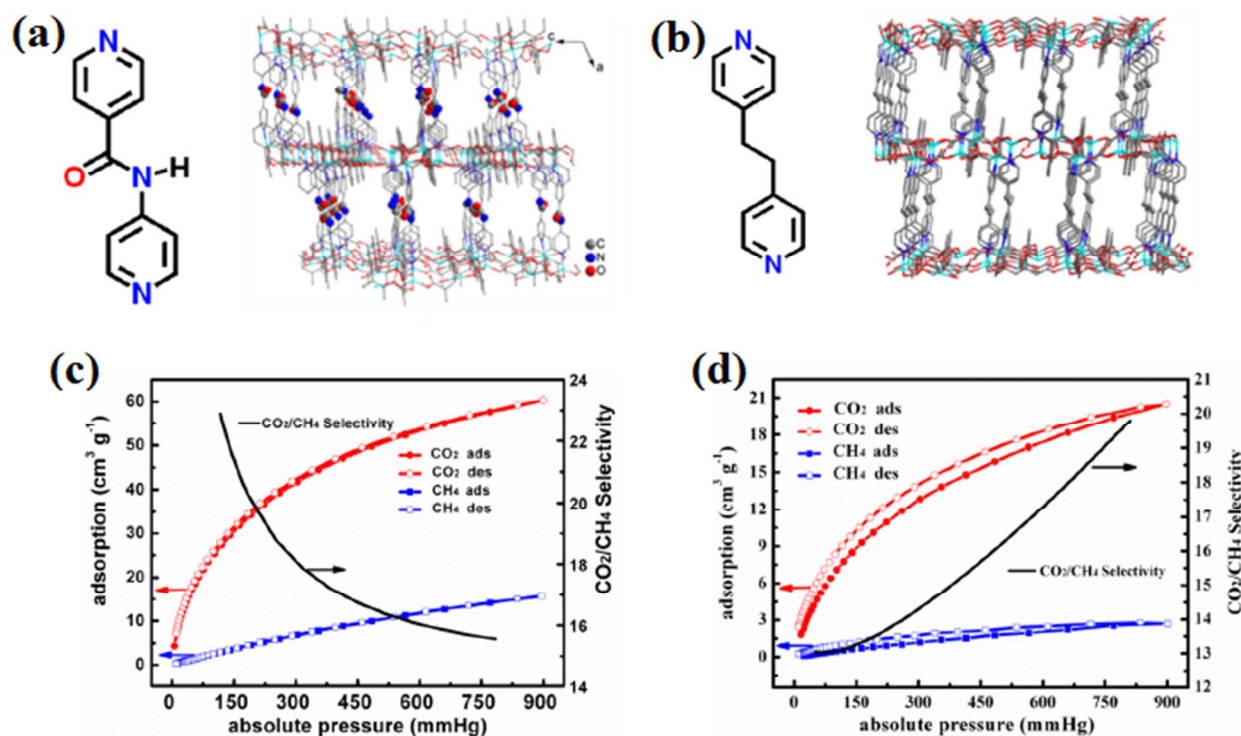 (a)
N
O
N
H
N
c
a
C
N
O
(b)
N
N
(c)
adsorption (cm³ g⁻¹)
60
50
40
30
20
10
0
CO₂/CH₄ Selectivity
CO₂ ads
CO₂ des
CH₄ ads
CH₄ des
24
22
20
18
16
14
CO₂/CH₄ Selectivity
0 150 300 450 600 750 900
absolute pressure (mmHg)
(d)
adsorption (cm³ g⁻¹)
21
18
15
12
9
6
3
0
CO₂ ads
CO₂ des
CH₄ ads
CH₄ des
CO₂/CH₄ Selectivity
21
20
19
18
17
16
15
14
13
12
CO₂/CH₄ Selectivity
0 150 300 450 600 750 900
absolute pressure (mmHg)